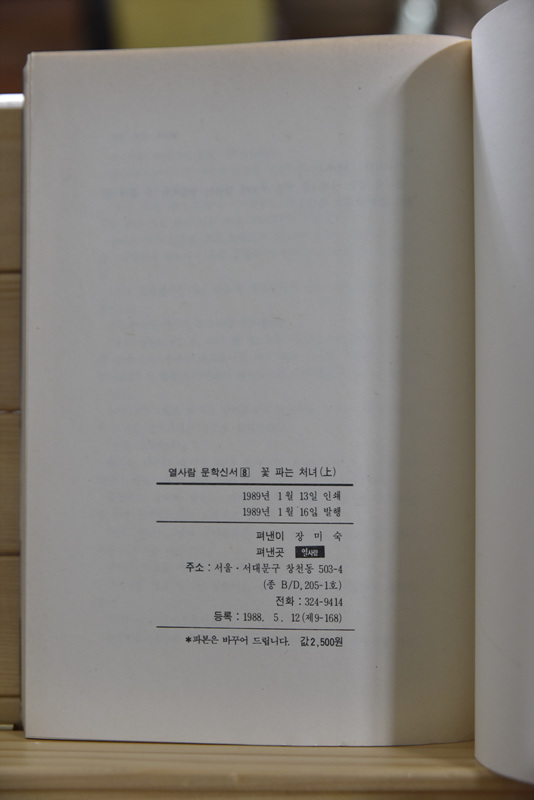 열사람 문학신서⑧ 꽃 파는 처녀(上)
1989년 1월 13일 인쇄
1989년 1월 16일 발행
펴낸이 장 미 숙
펴낸곳 열사람
주소 : 서울·서대문구 창천동 503-4
(종 B/D, 205-1호)
전화 : 324-9414
등록 : 1988. 5. 12(제9-168)
*파본은 바꾸어 드립니다. 값2,500원